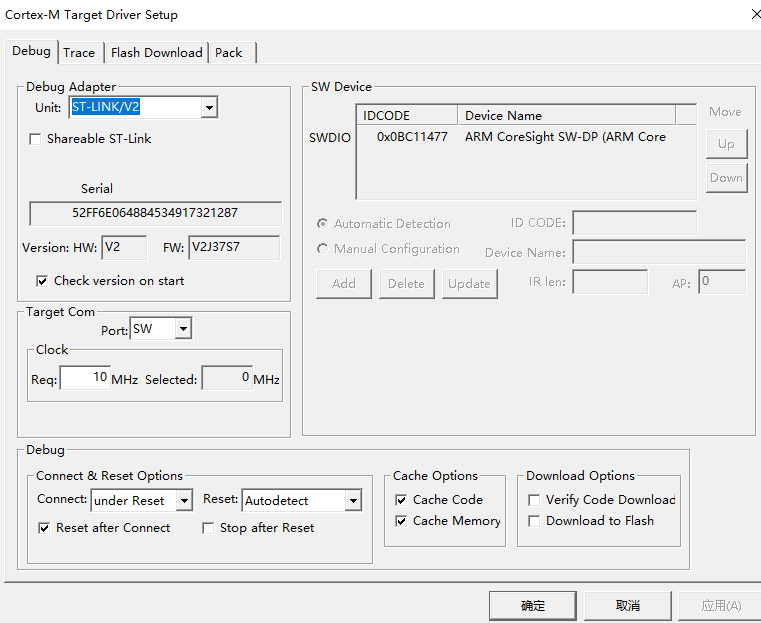 Cortex-M Target Driver Setup
Debug Trace Flash Download Pack
Debug Adapter
Unit: ST-LINK/V2
Shareable ST-Link
Serial
52FF6E064884534917321287
Version: HW: V2 FW: V2J37S7
Check version on start
Target Com
Port: SW
Clock
Req: 10 MHz Selected: 0 MHz
SW Device
IDCODE Device Name
SWDIO 0x0BC11477 ARM CoreSight SW-DP (ARM Core
Move
Up
Down
Automatic Detection
Manual Configuration
ID CODE:
Device Name:
Add Delete Update
IR len: AP: 0
Debug
Connect & Reset Options
Connect: under Reset Reset: Autodetect
Reset after Connect Stop after Reset
Cache Options
Cache Code
Cache Memory
Download Options
Verify Code Download
Download to Flash
确定 取消 应用(A)